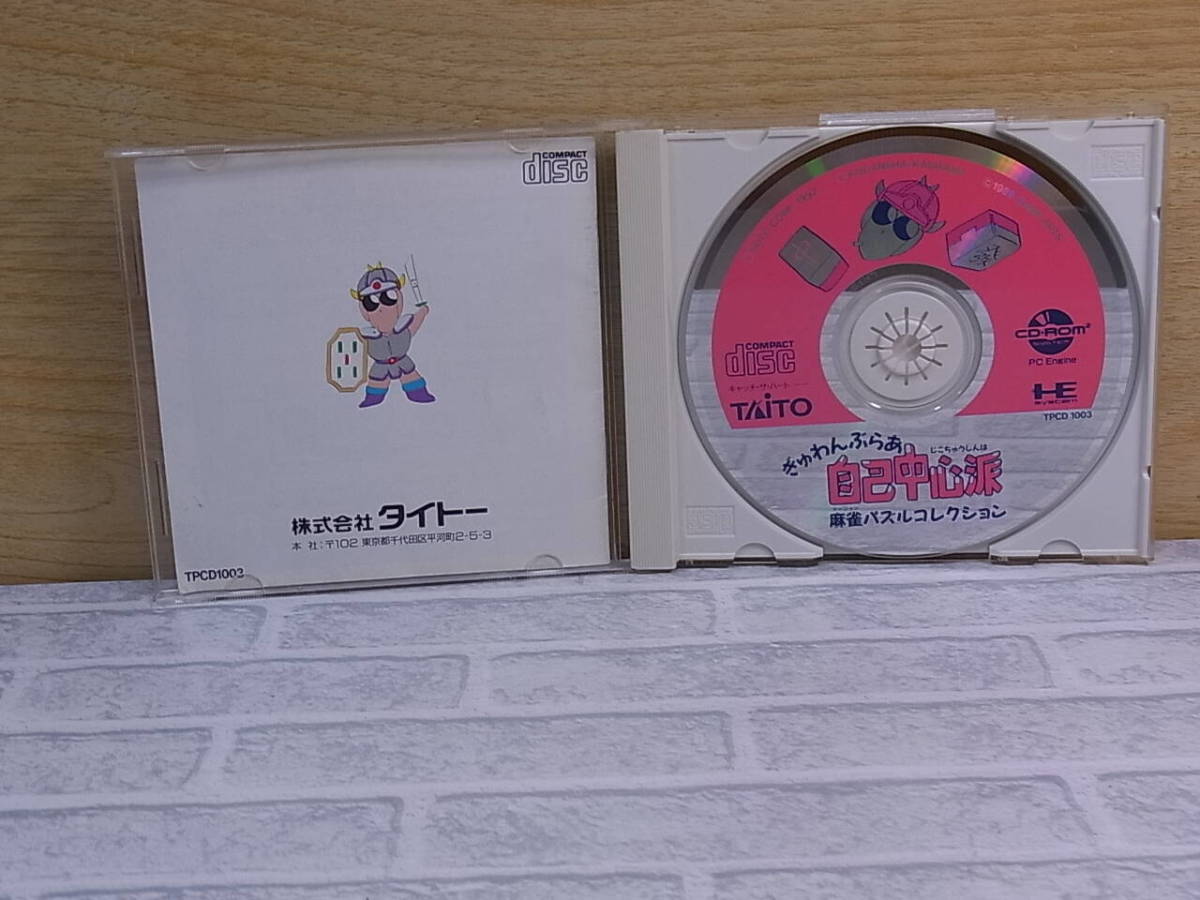 COMPACT
disc
株式会社 タイトー
本 社:〒102 東京都千代田区平河町2-5-3
TPCD1003
COMPACT
disc
キャッチ・ザ・ハート
TAITO
CD-ROM²
SYSTEM
PC Engine
HE
SYSTEM
TPCD 1003
ぎゅわんぶらあ
じこちゅうしんは
自己中心派
麻雀パズルコレクション